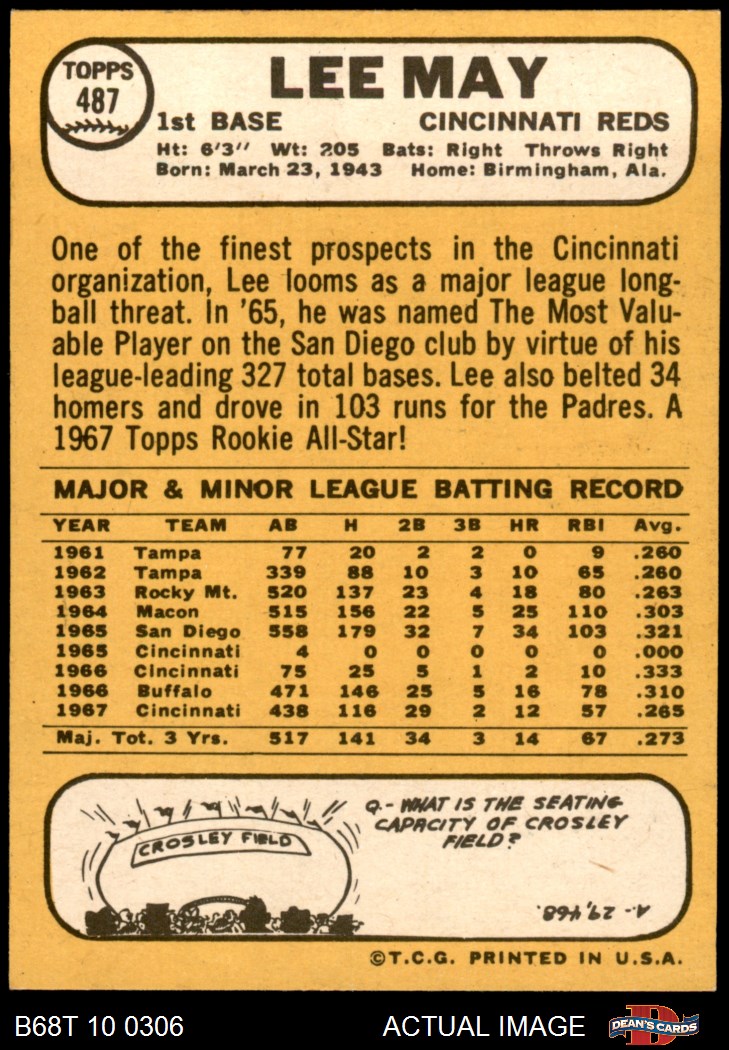 TOPPS
487
LEE MAY
1st BASE CINCINNATI REDS
Ht: 6'3" Wt: 205 Bats: Right Throws Right
Born: March 23, 1943 Home: Birmingham, Ala.
One of the finest prospects in the Cincinnati
organization, Lee looms as a major league long-
ball threat. In '65, he was named The Most Valu-
able Player on the San Diego club by virtue of his
league-leading 327 total bases. Lee also belted 34
homers and drove in 103 runs for the Padres. A
1967 Topps Rookie All-Star!
MAJOR & MINOR LEAGUE BATTING RECORD
YEAR TEAM AB H 2B 3B HR RBI Avg.
1961 Tampa 77 20 2 2 0 9 .260
1962 Tampa 339 88 10 3 10 65 .260
1963 Rocky Mt. 520 137 23 4 18 80 .263
1964 Macon 515 156 22 5 25 110 .303
1965 San Diego 558 179 32 7 34 103 .321
1965 Cincinnati 4 0 0 0 0 0 .000
1966 Cincinnati 75 25 5 1 2 10 .333
1966 Buffalo 471 146 25 5 16 78 .310
1967 Cincinnati 438 116 29 2 12 57 .265
Maj. Tot. 3 Yrs. 517 141 34 3 14 67 .273
CROSLEY FIELD
Q.- WHAT IS THE SEATING
CAPACITY OF CROSLEY
FIELD?
A.- 29,468.
©T.C.G. PRINTED IN U.S.A.
B68T 10 0306 ACTUAL IMAGE DEAN'S CARDS